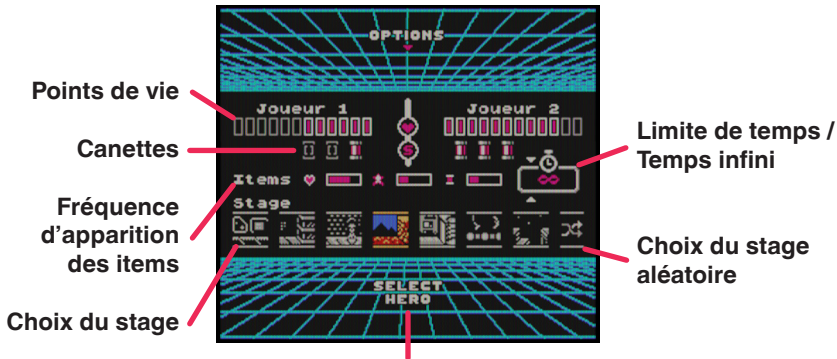 OPTIONS
Points de vie
Joueur 1
Joueur 2
Canettes
S
Limite de temps /
Temps infini
Items
∞
Fréquence
d'apparition
des items
Stage
Choix du stage
aléatoire
Choix du stage
SELECT
HERO